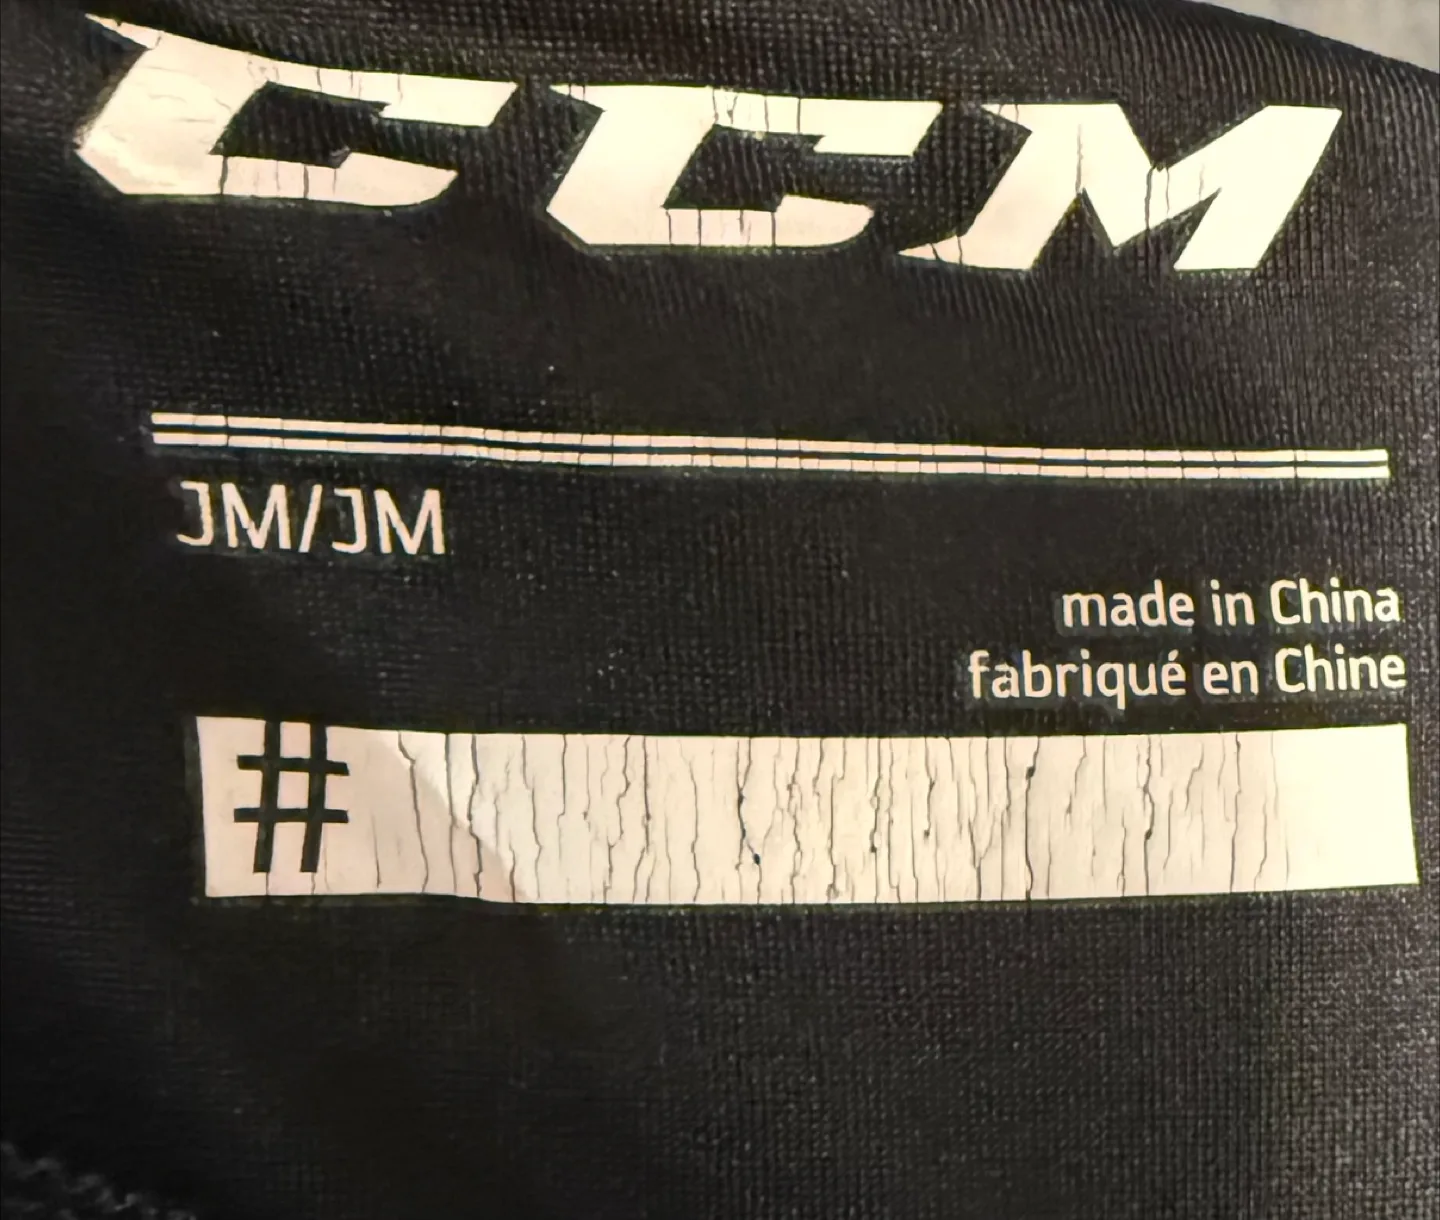 CCM
JM/JM
made in China
fabriqué en Chine
#